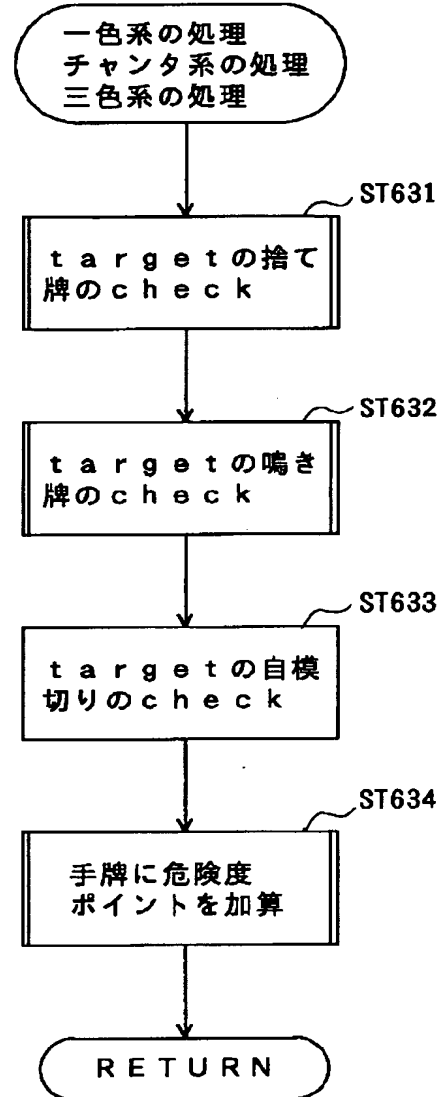 一色系の処理
チャンタ系の処理
三色系の処理
ST631
ｔａｒｇｅｔの捨て
牌のｃｈｅｃｋ
ST632
ｔａｒｇｅｔの鳴き
牌のｃｈｅｃｋ
ST633
ｔａｒｇｅｔの自模
切りのｃｈｅｃｋ
ST634
手牌に危険度
ポイントを加算
ＲＥＴＵＲＮ